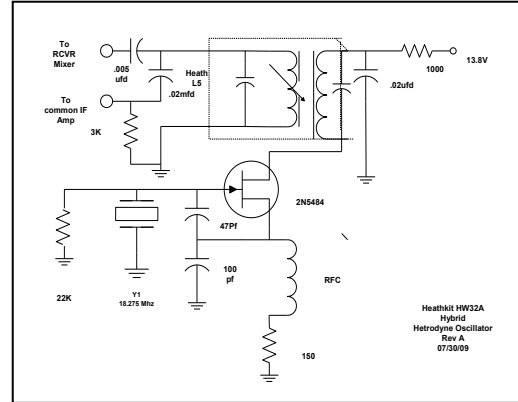 To
RCVR
Mixer
.005
ufd
Heath
L5
.02mfd
To
common IF
Amp
3K
1000
13.8V
.02ufd
2N5484
47Pf
100
pf
RFC
22K
Y1
18.275 Mhz
150
Heathkit HW32A
Hybrid
Hetrodyne Oscillator
Rev A
07/30/09